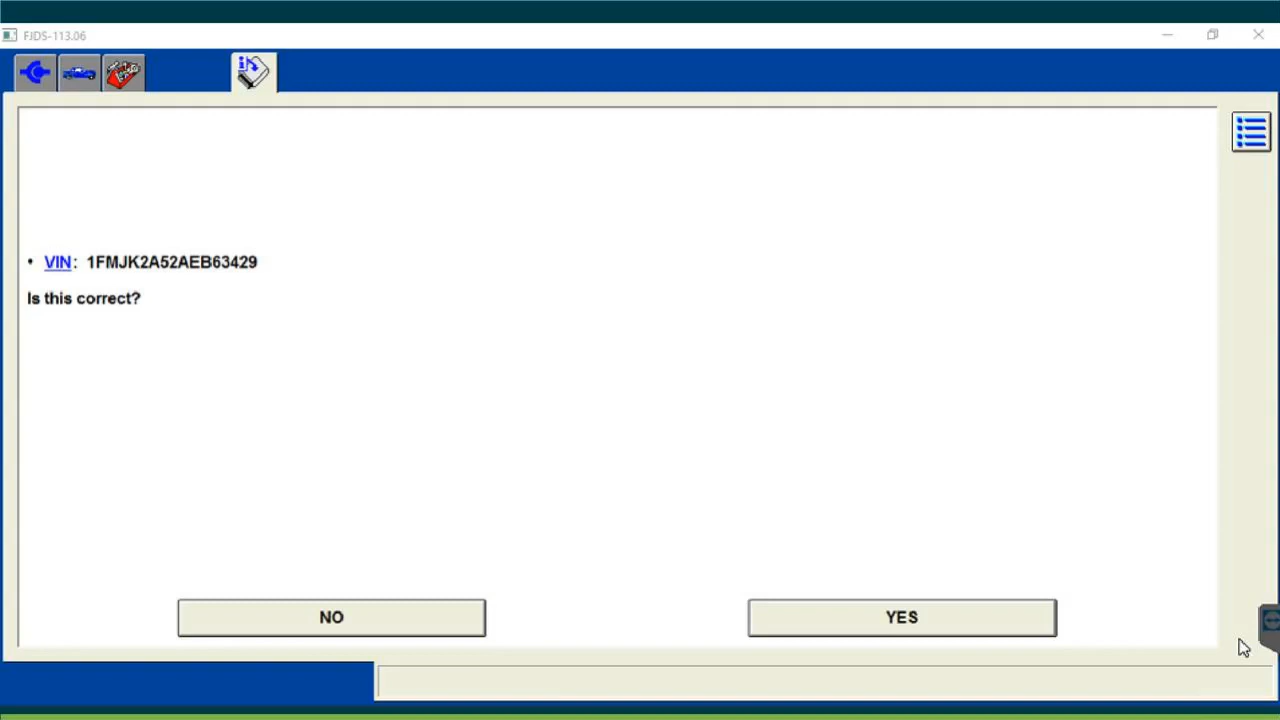 FJDS-113.06
• VIN: 1FMJK2A52AEB63429
Is this correct?
NO
YES